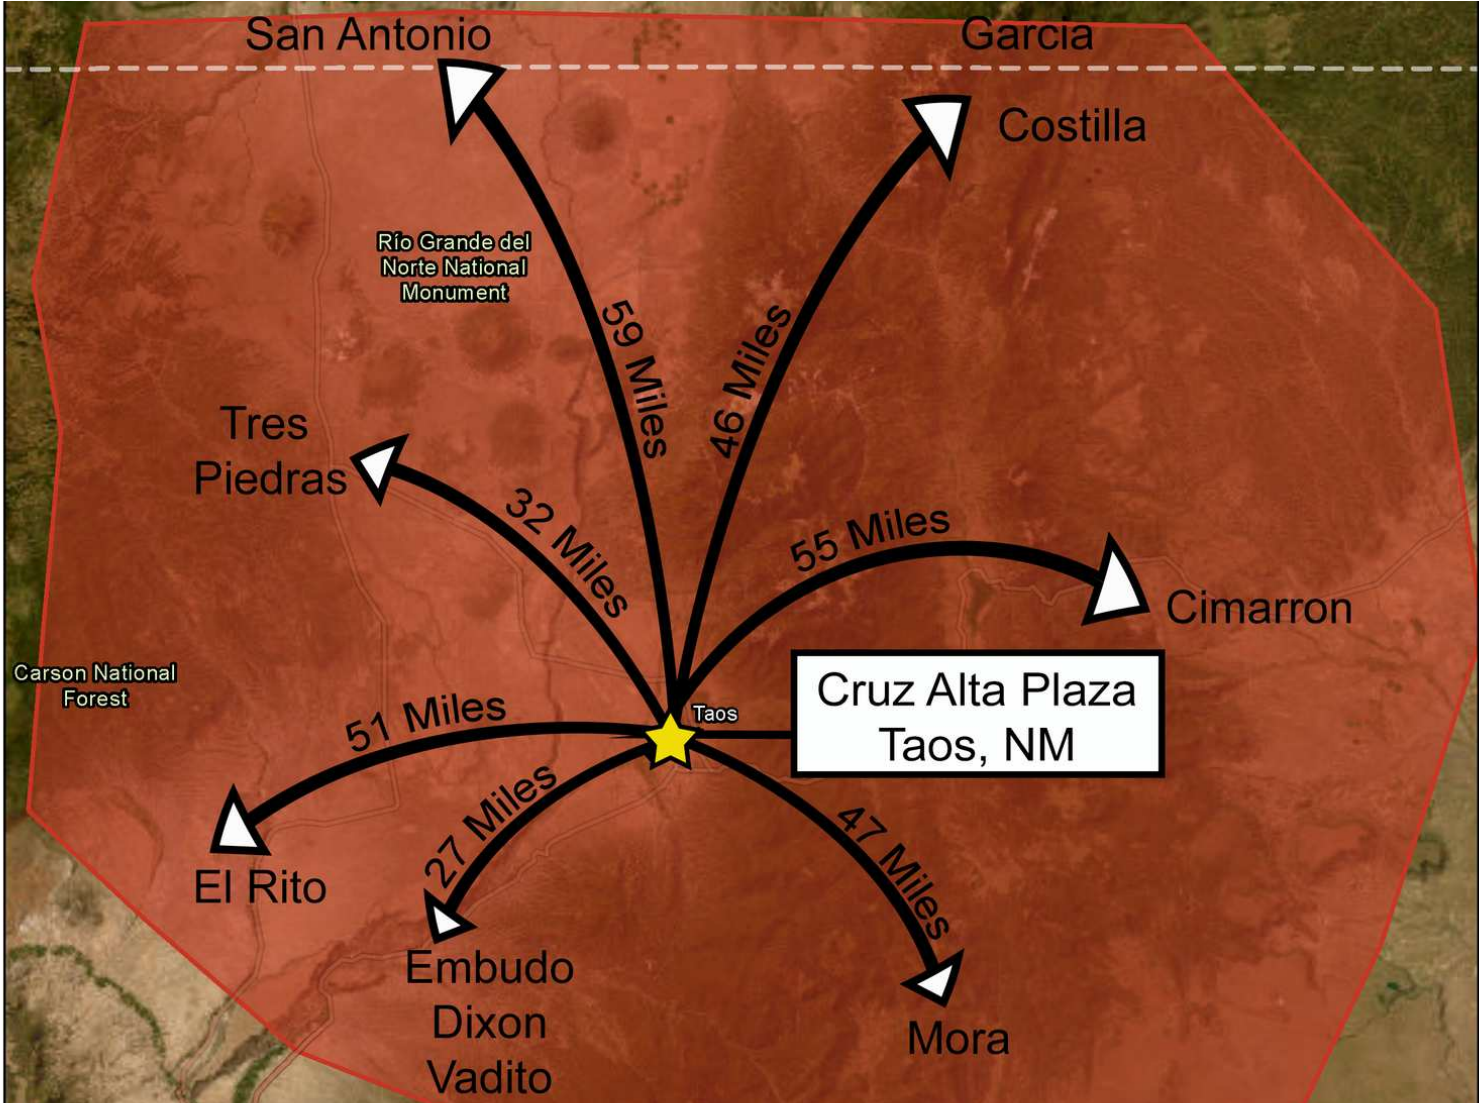 San Antonio
Garcia
Costilla
Río Grande del
Norte National
Monument
59 Miles
46 Miles
Tres
Piedras
32 Miles
55 Miles
Cimarron
Carson National
Forest
51 Miles
Taos
Cruz Alta Plaza
Taos, NM
27 Miles
47 Miles
El Rito
Embudo
Dixon
Vadito
Mora